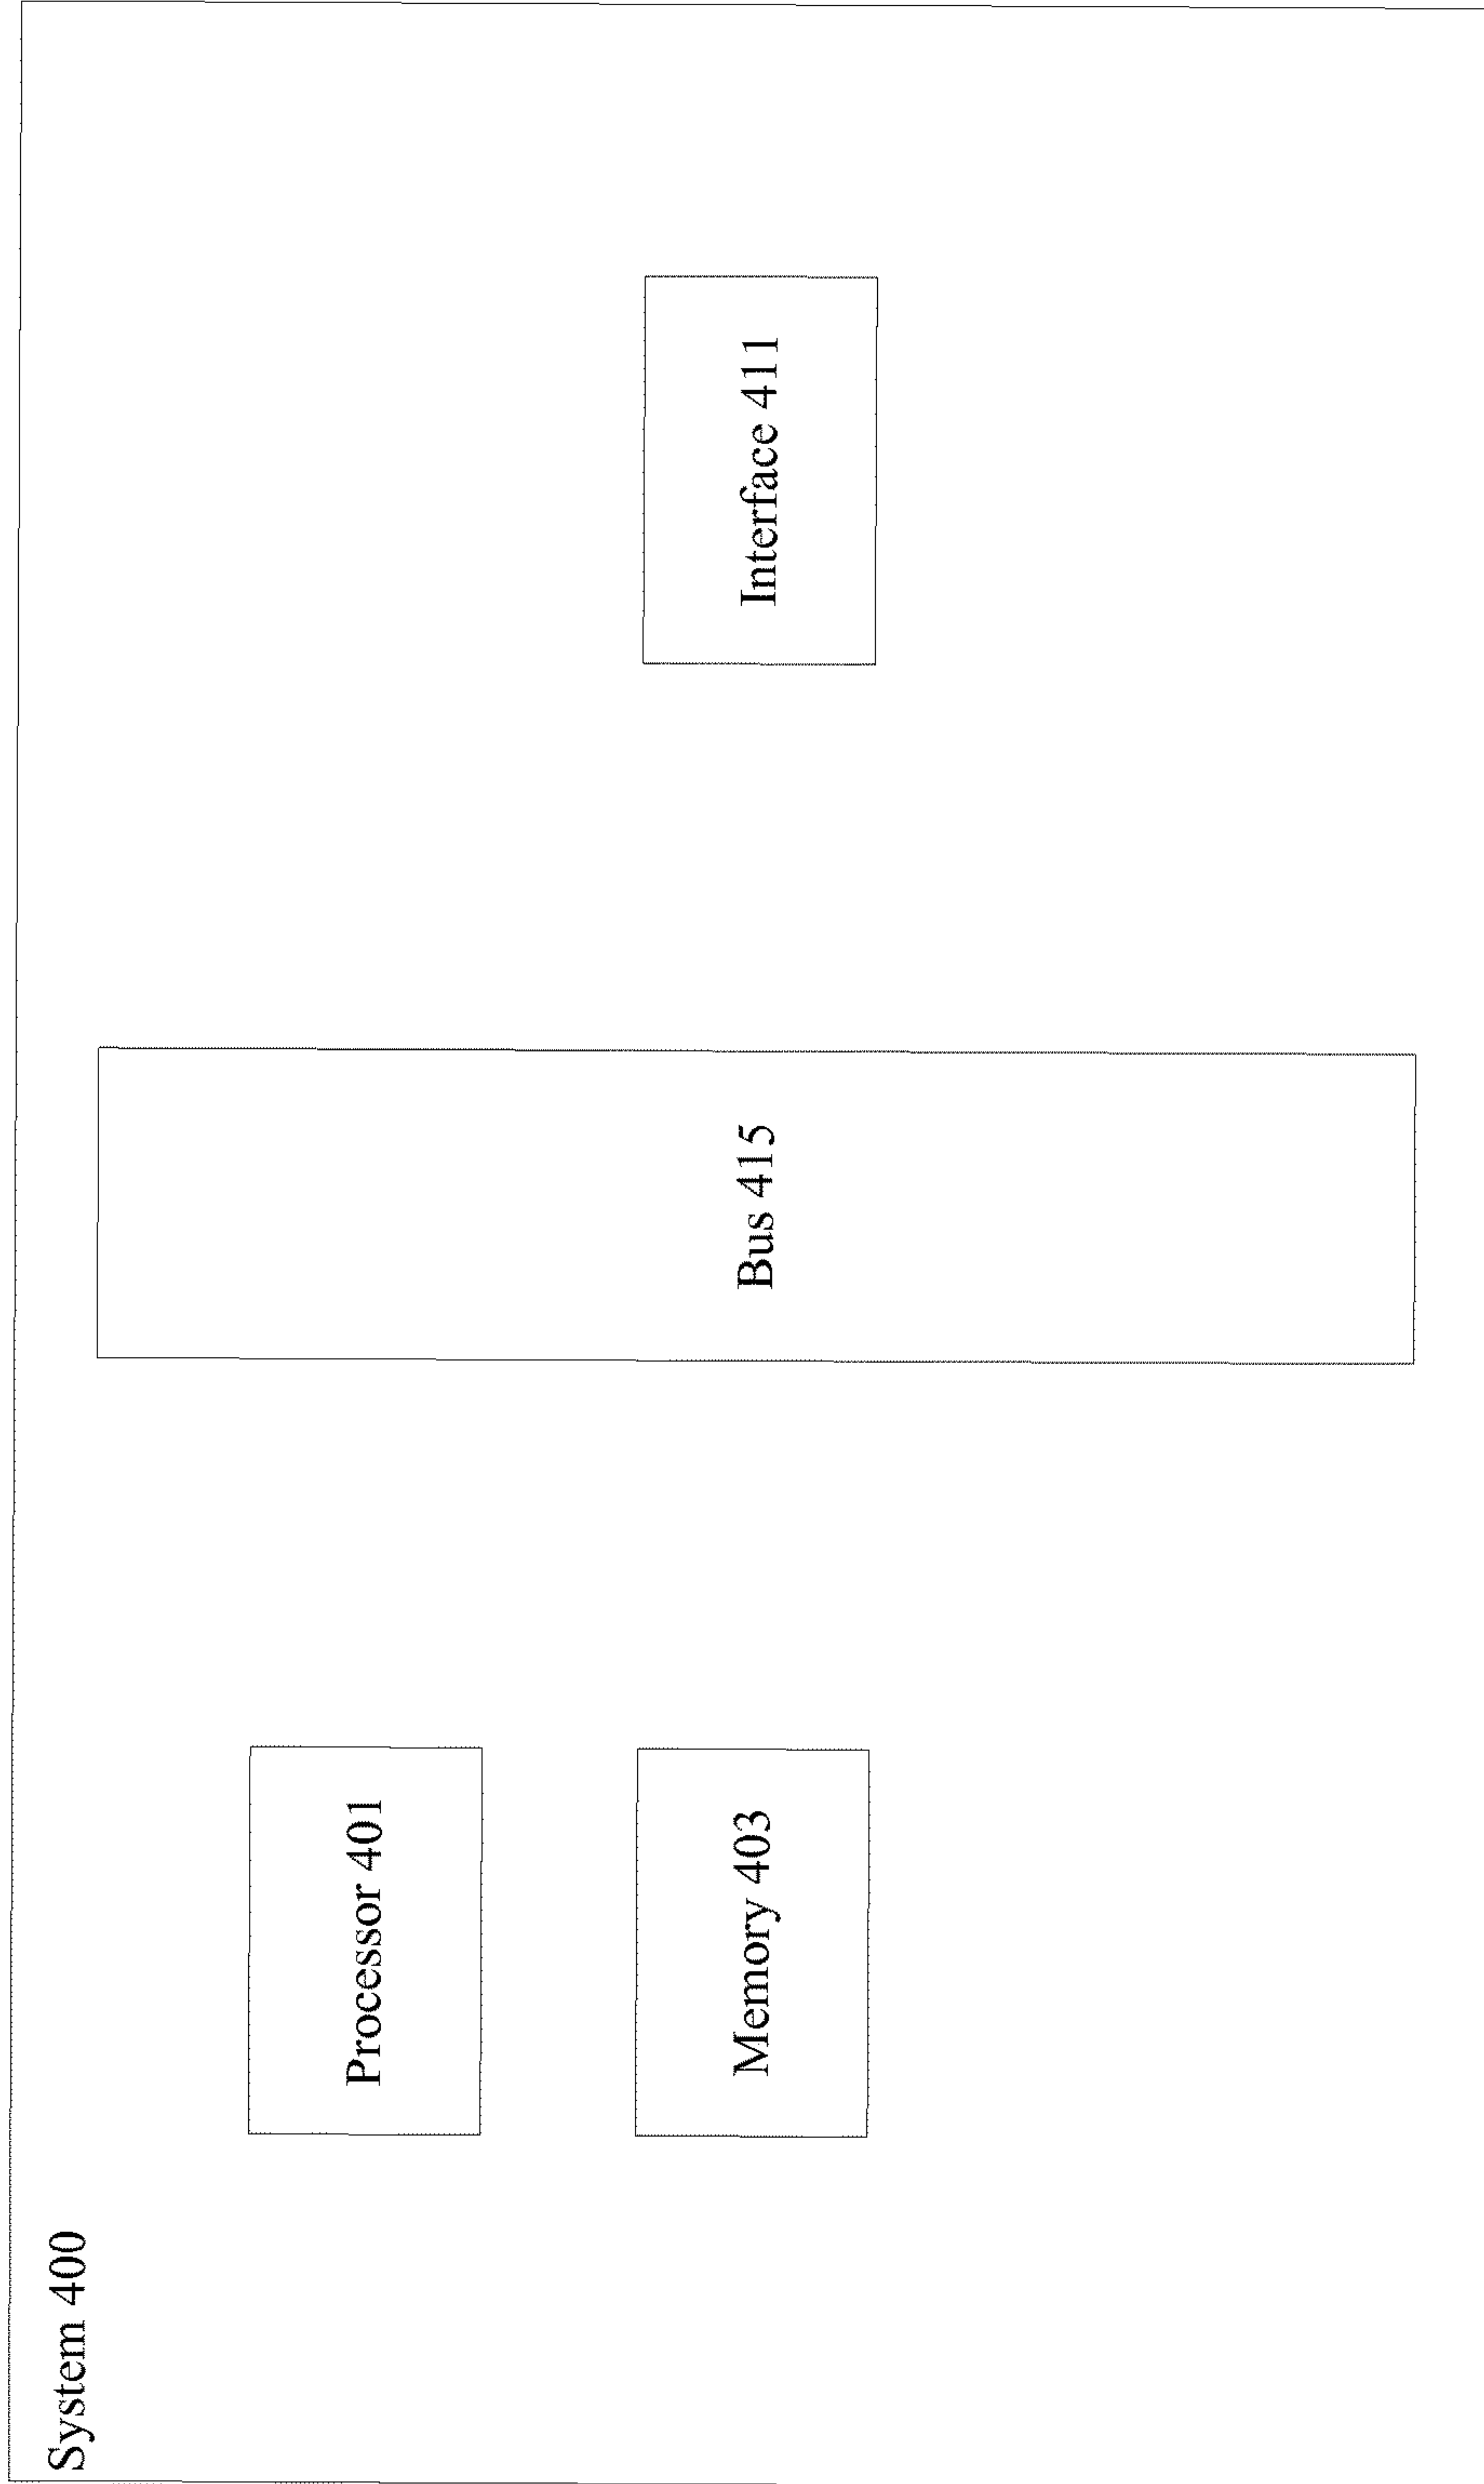 System 400
Processor 401
Memory 403
Bus 415
Interface 411